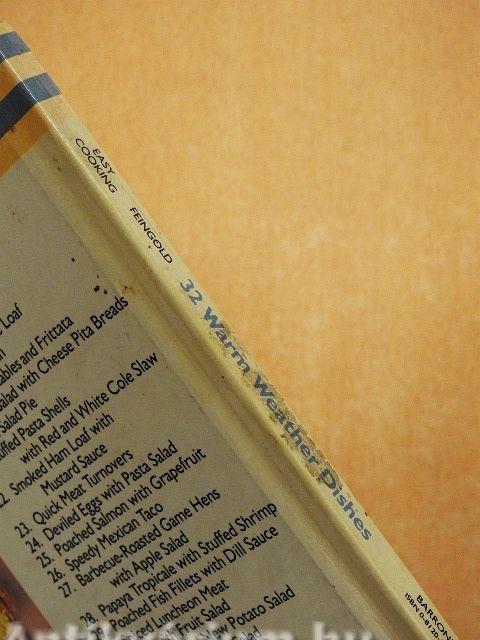 EASY
COOKING
FEINGOLD
32 Warm Weather Dishes
BARRON'S
Loaf
and Frittata
with Cheese Pita Breads
Salad Pie
Pasta Shells
with Red and White Cole Slaw
Smoked Ham Loaf with
Mustard Sauce
23. Quick Meat Turnovers
24. Deviled Eggs with Pasta Salad
25. Poached Salmon with Grapefruit
26. Speedy Mexican Taco
27. Barbecue-Roasted Game Hens
with Apple Salad
28. Papaya Tropicale with Stuffed Shrimp
Poached Fish Fillets with Dill Sauce
Luncheon Meat
Fruit Salad
Potato Salad